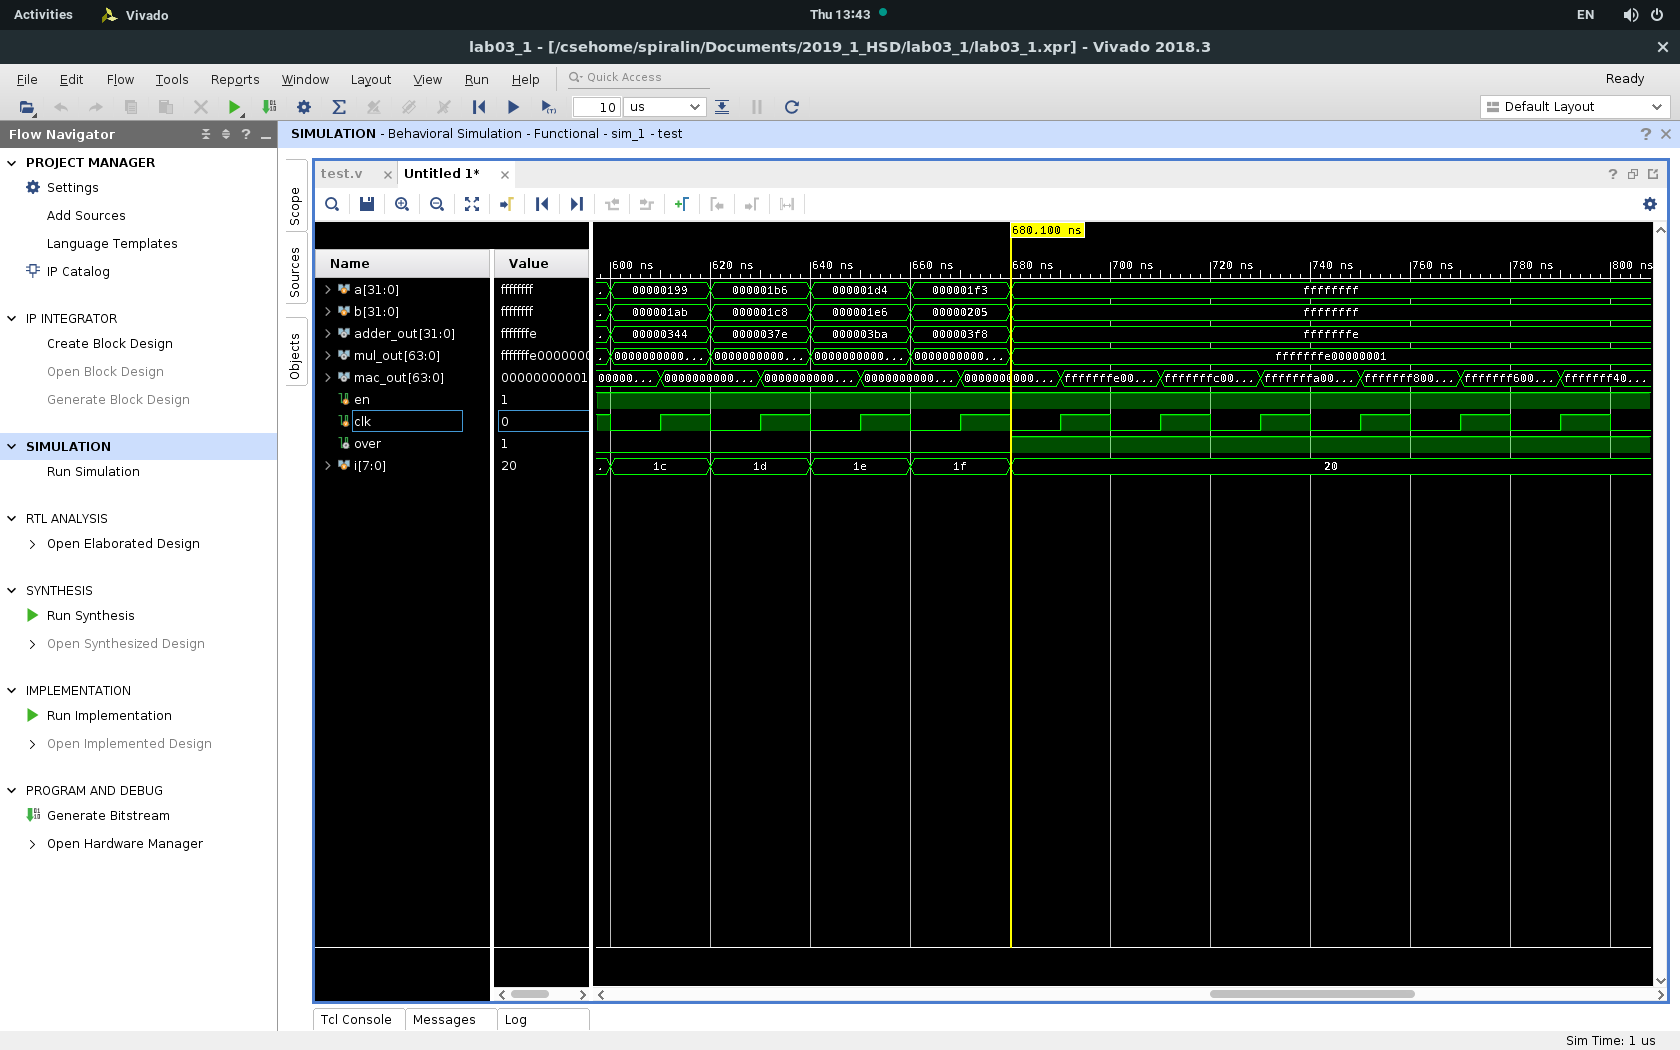 Activities Vivado Thu 13:43 EN
lab03_1 - [/csehome/spiralin/Documents/2019_1_HSD/lab03_1/lab03_1.xpr] - Vivado 2018.3
File Edit Flow Tools Reports Window Layout View Run Help Quick Access Ready
10 us Default Layout
Flow Navigator
SIMULATION - Behavioral Simulation - Functional - sim_1 - test
PROJECT MANAGER
Settings
Add Sources
Language Templates
IP Catalog
IP INTEGRATOR
Create Block Design
Open Block Design
Generate Block Design
SIMULATION
Run Simulation
RTL ANALYSIS
Open Elaborated Design
SYNTHESIS
Run Synthesis
Open Synthesized Design
IMPLEMENTATION
Run Implementation
Open Implemented Design
PROGRAM AND DEBUG
Generate Bitstream
Open Hardware Manager
Scope
Sources
Objects
test.v Untitled 1*
680.100 ns
Name Value
600 ns 620 ns 640 ns 660 ns 680 ns 700 ns 720 ns 740 ns 760 ns 780 ns 800 ns
a[31:0] ffffffff 00000199 000001b6 000001d4 000001f3 ffffffff
b[31:0] ffffffff 000001ab 000001c8 000001e6 00000205 ffffffff
adder_out[31:0] fffffffe 00000344 0000037e 000003ba 000003f8 fffffffe
mul_out[63:0] fffffffe0000000 0000000000... 0000000000... 0000000000... 0000000000... fffffffe00000001
mac_out[63:0] 00000000001 00000... 0000000000... 0000000000... 0000000000... 000000 000... fffffffe00... fffffffc00... fffffffa00... fffffff800... fffffff600... fffffff40...
en 1
clk 0
over 1
i[7:0] 20 1c 1d 1e 1f 20
Tcl Console Messages Log
Sim Time: 1 us